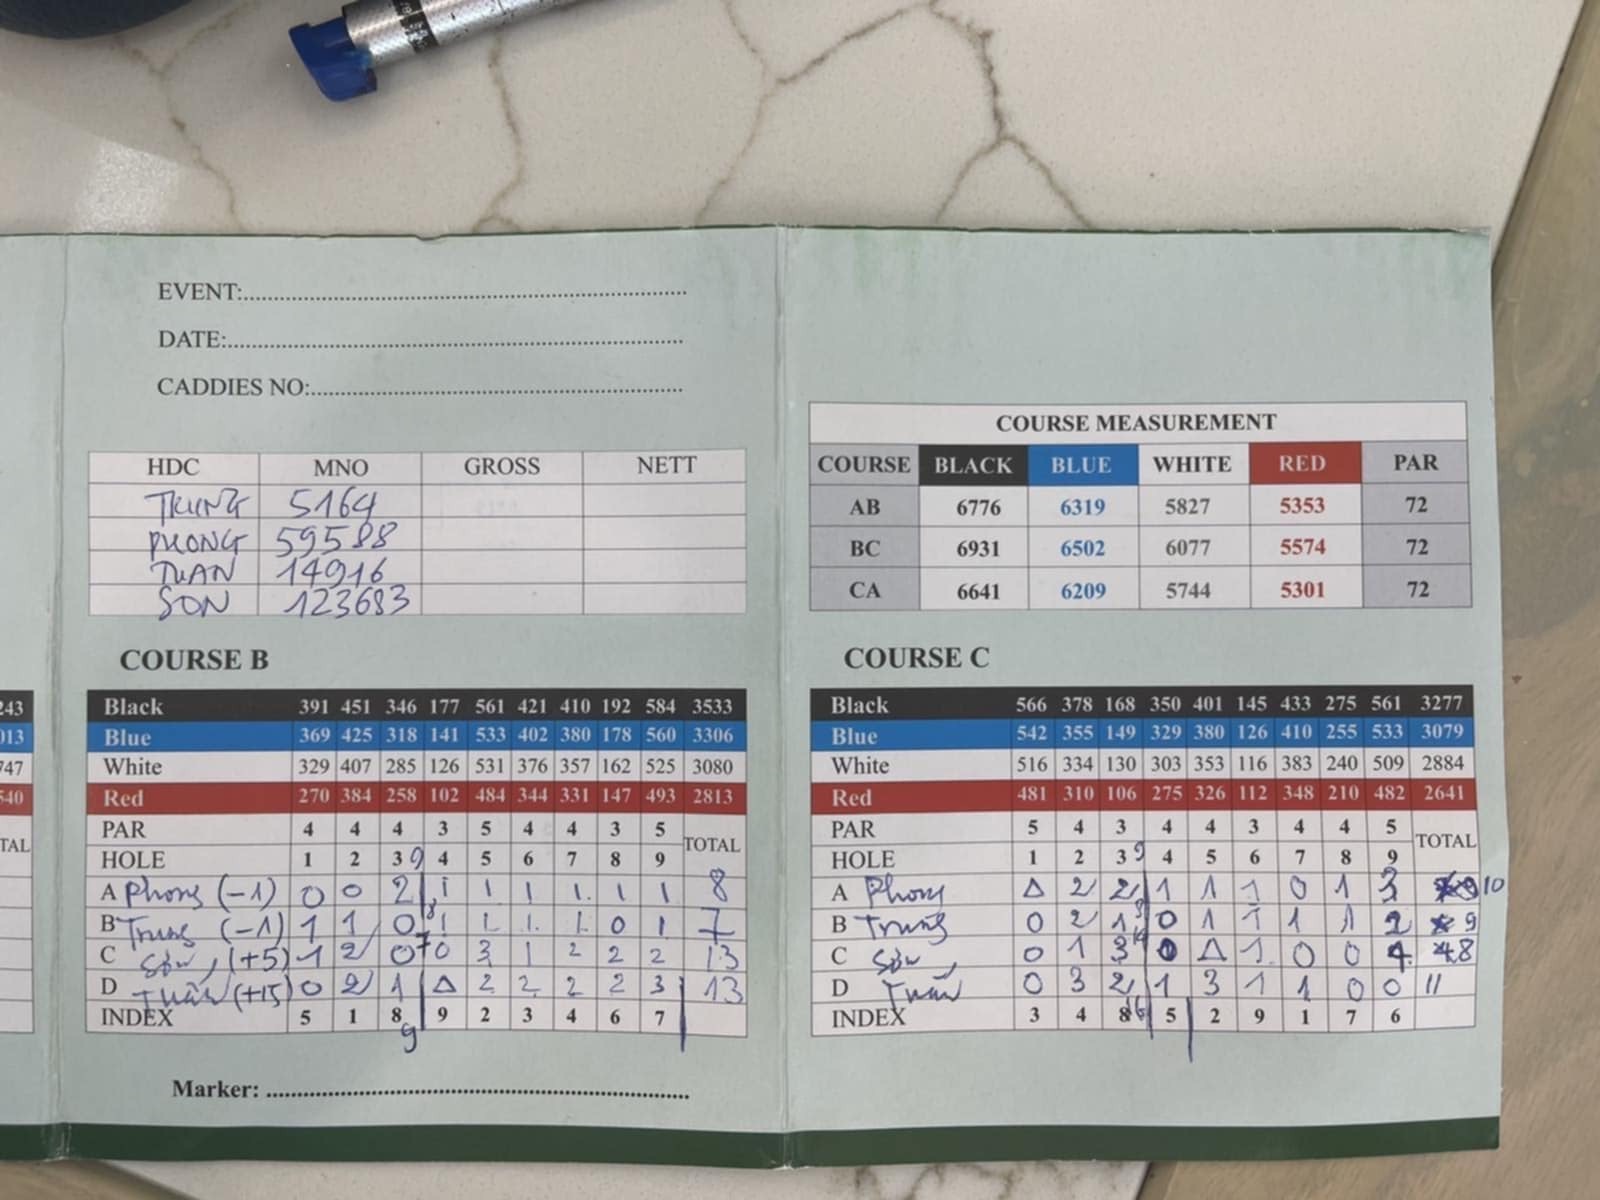 EVENT:
DATE:
CADDIES NO:
HDC MNO GROSS NETT
TRUNG 5164
PHONG 59588
TUAN 14916
SON 123683
COURSE MEASUREMENT
COURSE BLACK BLUE WHITE RED PAR
AB 6776 6319 5827 5353 72
BC 6931 6502 6077 5574 72
CA 6641 6209 5744 5301 72
243
013
747
540
TAL
COURSE B
Black 391 451 346 177 561 421 410 192 584 3533
Blue 369 425 318 141 533 402 380 178 560 3306
White 329 407 285 126 531 376 357 162 525 3080
Red 270 384 258 102 484 344 331 147 493 2813
PAR 4 4 4 3 5 4 4 3 5 TOTAL
HOLE 1 2 3 9 4 5 6 7 8 9
A Phong (-1) 0 0 2 1 1 1 1 1 1 8
B Trung (-1) 1 1 0 1 1 1 1 0 1 7
C Sơn (+5) 1 2 0 0 3 1 2 2 2 13
D Tuấn (+15) 0 2 1 Δ 2 2 2 2 3 13
INDEX 5 1 8 9 2 3 4 6 7
9
Marker:
COURSE C
Black 566 378 168 350 401 145 433 275 561 3277
Blue 542 355 149 329 380 126 410 255 533 3079
White 516 334 130 303 353 116 383 240 509 2884
Red 481 310 106 275 326 112 348 210 482 2641
PAR 5 4 3 4 4 3 4 4 5 TOTAL
HOLE 1 2 3 9 4 5 6 7 8 9
A Phong Δ 2 2 1 1 1 0 1 3 10
B Trung 0 2 1 0 1 1 1 1 2 9
C Sơn 0 1 3 0 Δ 1 0 0 4 8
D Tuấn 0 3 2 1 3 1 1 0 0 11
INDEX 3 4 8 5 2 9 1 7 6